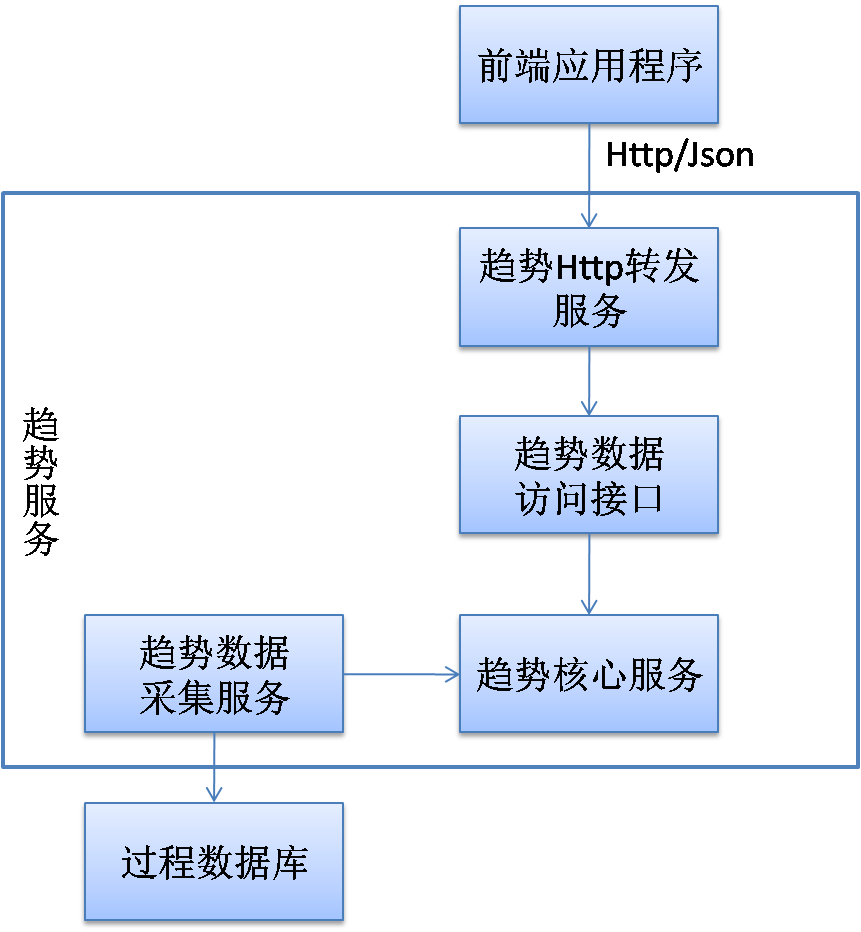 前端应用程序
Http/Json
趋势Http转发
服务
趋势数据
访问接口
趋势服务
趋势数据
采集服务
趋势核心服务
过程数据库